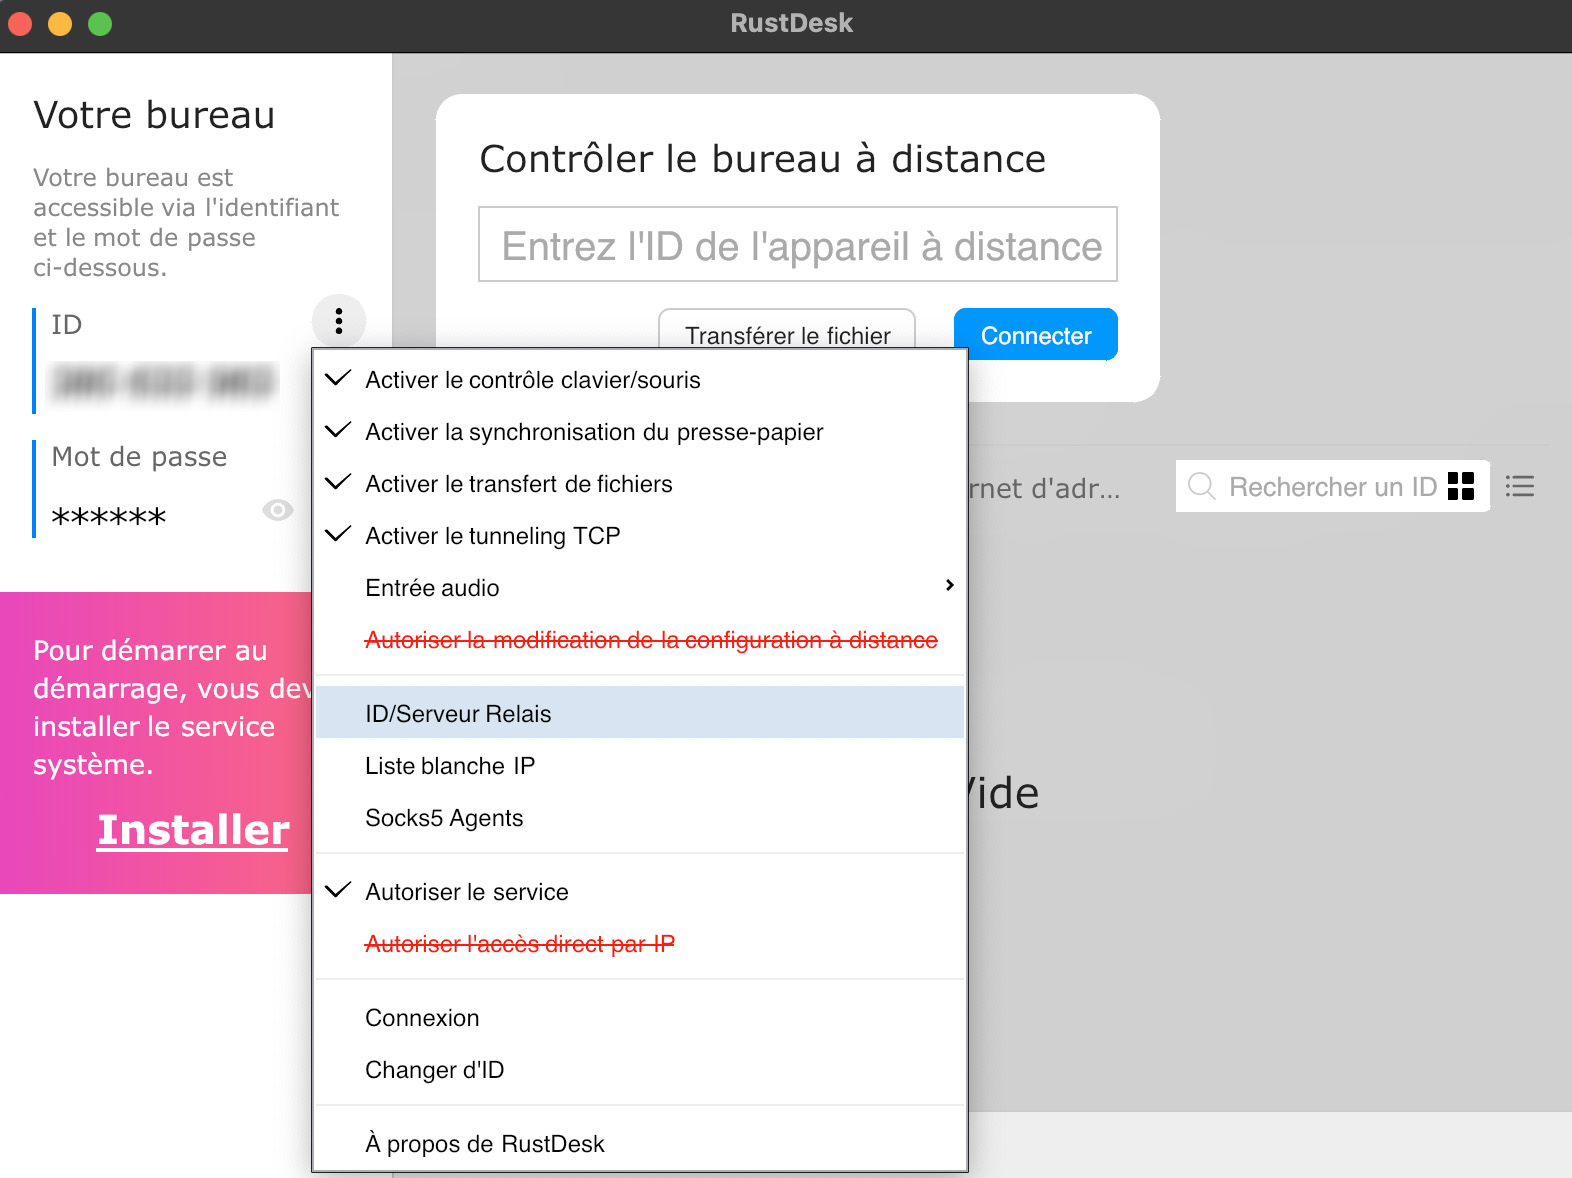 RustDesk
Votre bureau
Votre bureau est
accessible via l'identifiant
et le mot de passe
ci-dessous.
ID
Mot de passe
******
Pour démarrer au
démarrage, vous dev
installer le service
système.
Installer
Contrôler le bureau à distance
Entrez l'ID de l'appareil à distance
Transférer le fichier
Connecter
Activer le contrôle clavier/souris
Activer la synchronisation du presse-papier
Activer le transfert de fichiers
Activer le tunneling TCP
Entrée audio
Autoriser la modification de la configuration à distance
ID/Serveur Relais
Liste blanche IP
Socks5 Agents
Autoriser le service
Autoriser l'accès direct par IP
Connexion
Changer d'ID
À propos de RustDesk
rnet d'adr...
Rechercher un ID
Vide